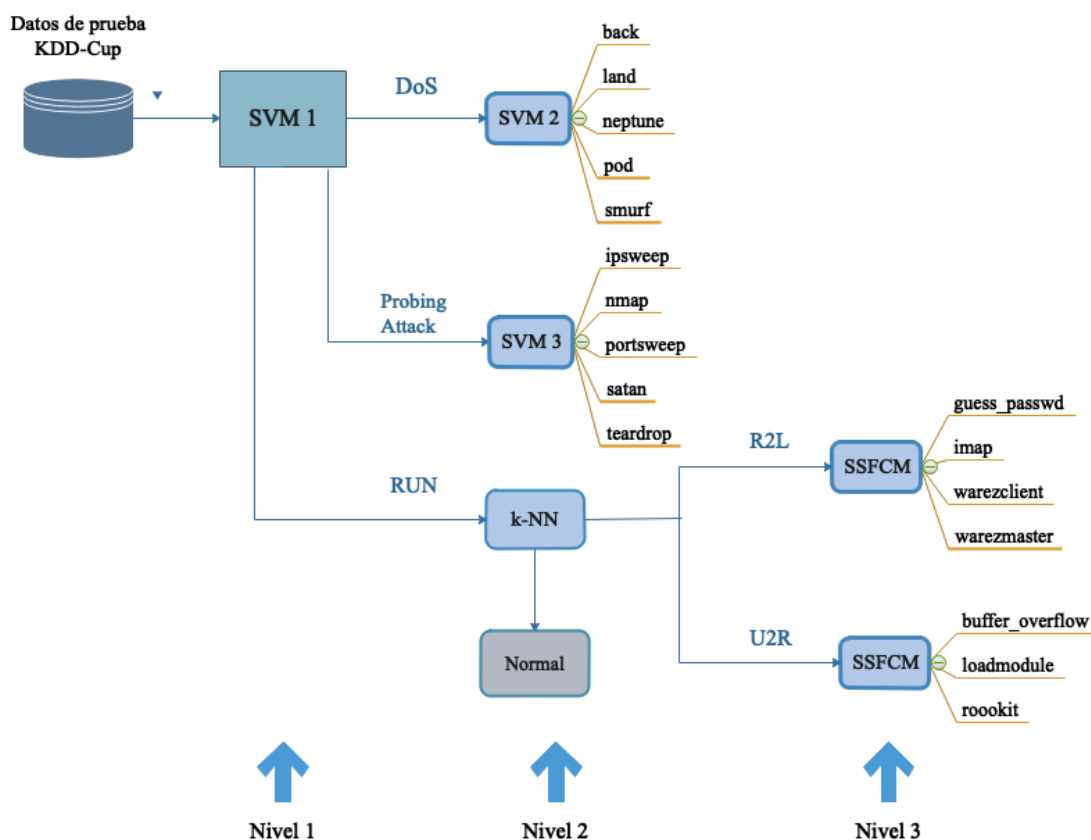 Datos de prueba
KDD-Cup
SVM 1
DoS
SVM 2
back
land
neptune
pod
smurf
Probing
Attack
SVM 3
ipsweep
nmap
portsweep
satan
teardrop
RUN
k-NN
Normal
R2L
SSFCM
guess_passwd
imap
warezclient
warezmaster
U2R
SSFCM
buffer_overflow
loadmodule
roookit
Nivel 1
Nivel 2
Nivel 3